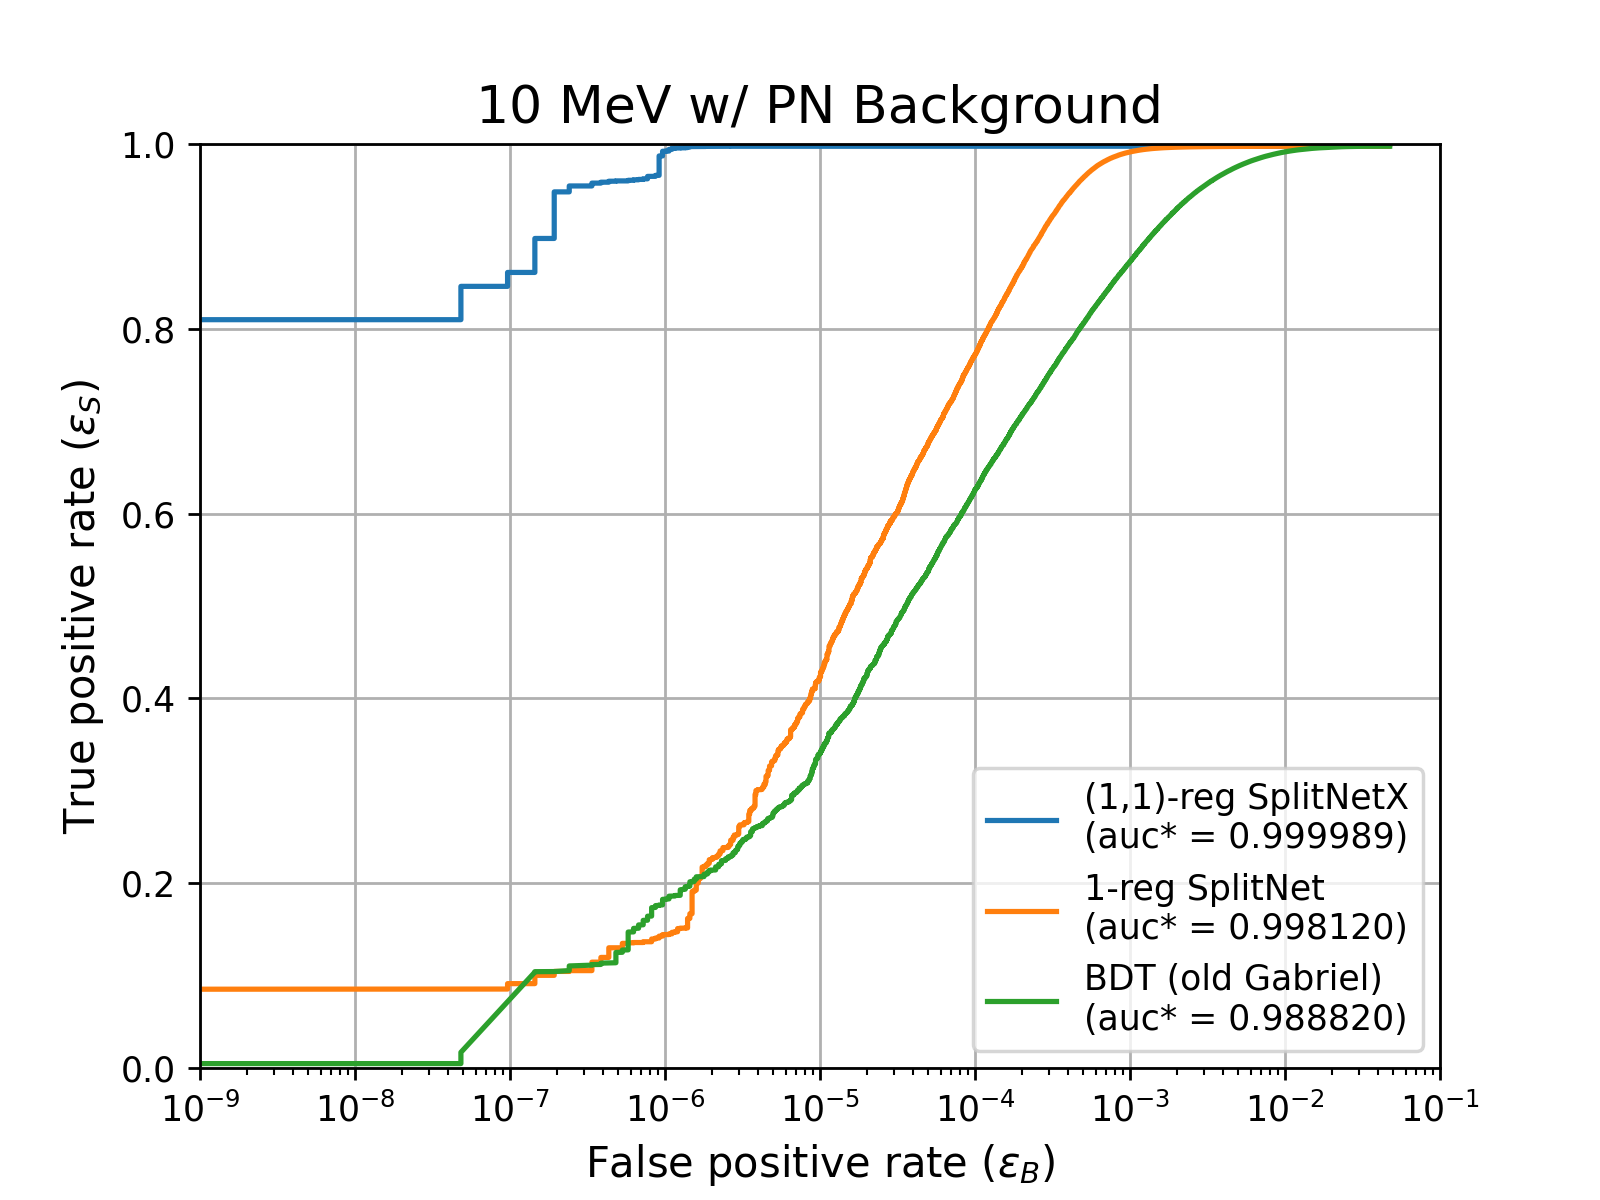 10 MeV w/ PN Background
True positive rate (ε_S)
1.0
0.8
0.6
0.4
0.2
0.0
(1,1)-reg SplitNetX
(auc* = 0.999989)
1-reg SplitNet
(auc* = 0.998120)
BDT (old Gabriel)
(auc* = 0.988820)
10⁻⁹ 10⁻⁸ 10⁻⁷ 10⁻⁶ 10⁻⁵ 10⁻⁴ 10⁻³ 10⁻² 10⁻¹
False positive rate (ε_B)